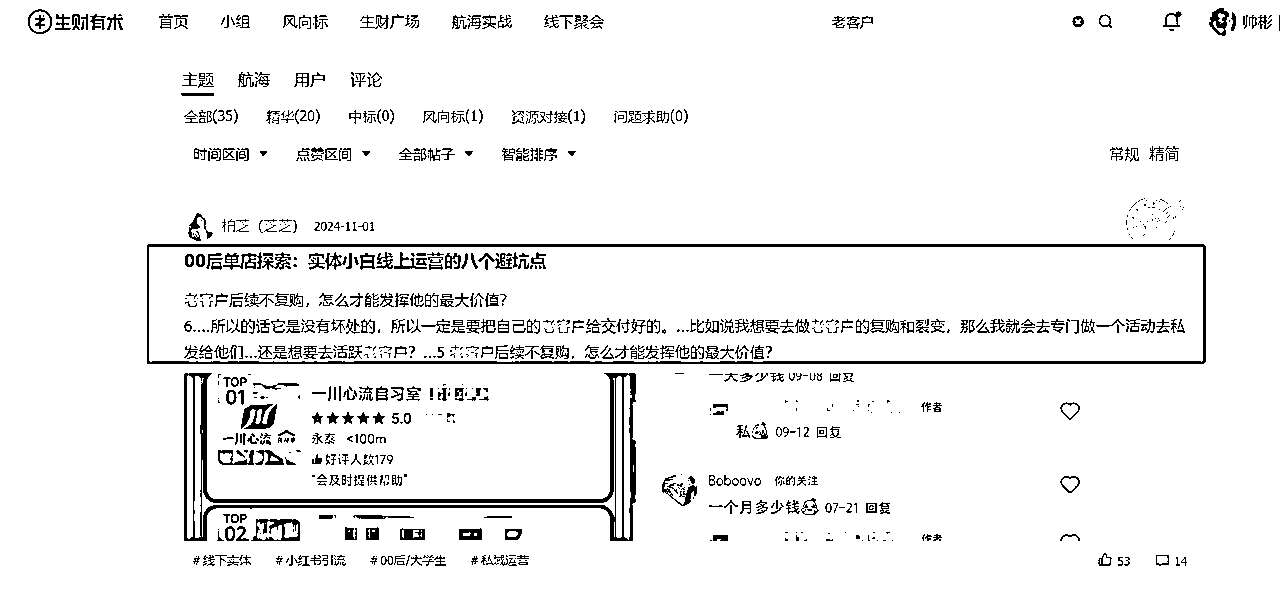 生财有术 首页 小组 风向标 生财广场 航海实战 线下聚会 老客户 帅彬
主题 航海 用户 评论
全部(35) 精华(20) 中标(0) 风向标(1) 资源对接(1) 问题求助(0)
时间区间 点赞区间 全部帖子 智能排序 常规 精简
柏芝（芝芝） 2024-11-01
00后单店探索：实体小白线上运营的八个避坑点
老客户后续不复购，怎么才能发挥他的最大价值？
6....所以的话它是没有坏处的，所以一定是要把自己的老客户给交付好的。...比如说我想要去做老客户的复购和裂变，那么我就会去专门做一个活动去私
发给他们...还是想要去活跃老客户？...5 老客户后续不复购，怎么才能发挥他的最大价值？
TOP
01
一川心流自习室
5.0
一川心流
永泰 <100m
好评人数179
"会及时提供帮助"
TOP
02
一天多少钱 09-08 回复
作者
私 09-12 回复
Boboovo 你的关注
一个月多少钱 07-21 回复
作者
#线下实体 #小红书引流 #00后/大学生 #私域运营 53 14